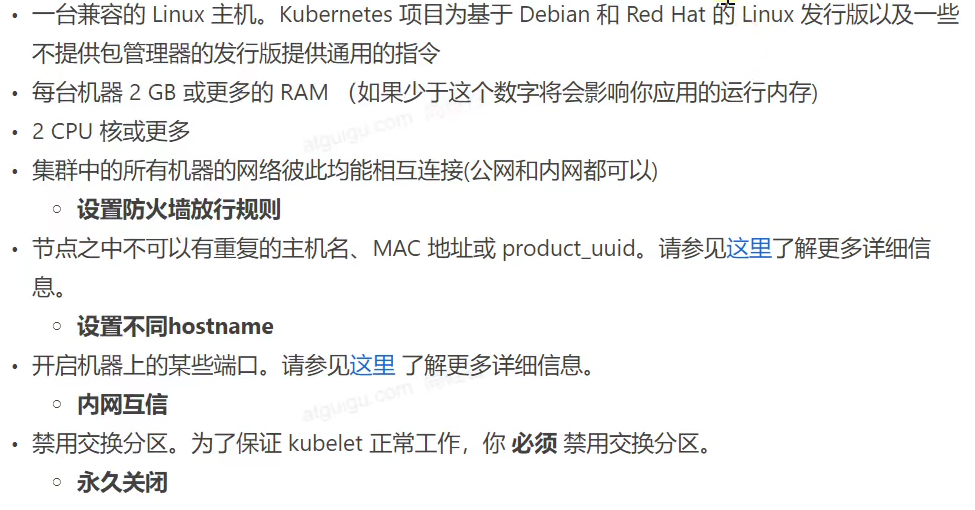 • 一台兼容的 Linux 主机。Kubernetes 项目为基于 Debian 和 Red Hat 的 Linux 发行版以及一些
不提供包管理器的发行版提供通用的指令
• 每台机器 2 GB 或更多的 RAM （如果少于这个数字将会影响你应用的运行内存)
• 2 CPU 核或更多
• 集群中的所有机器的网络彼此均能相互连接(公网和内网都可以)
○ 设置防火墙放行规则
• 节点之中不可以有重复的主机名、MAC 地址或 product_uuid。请参见这里了解更多详细信
息。
○ 设置不同hostname
• 开启机器上的某些端口。请参见这里 了解更多详细信息。
○ 内网互信
• 禁用交换分区。为了保证 kubelet 正常工作，你 必须 禁用交换分区。
○ 永久关闭
atguigu.com
atguigu.com